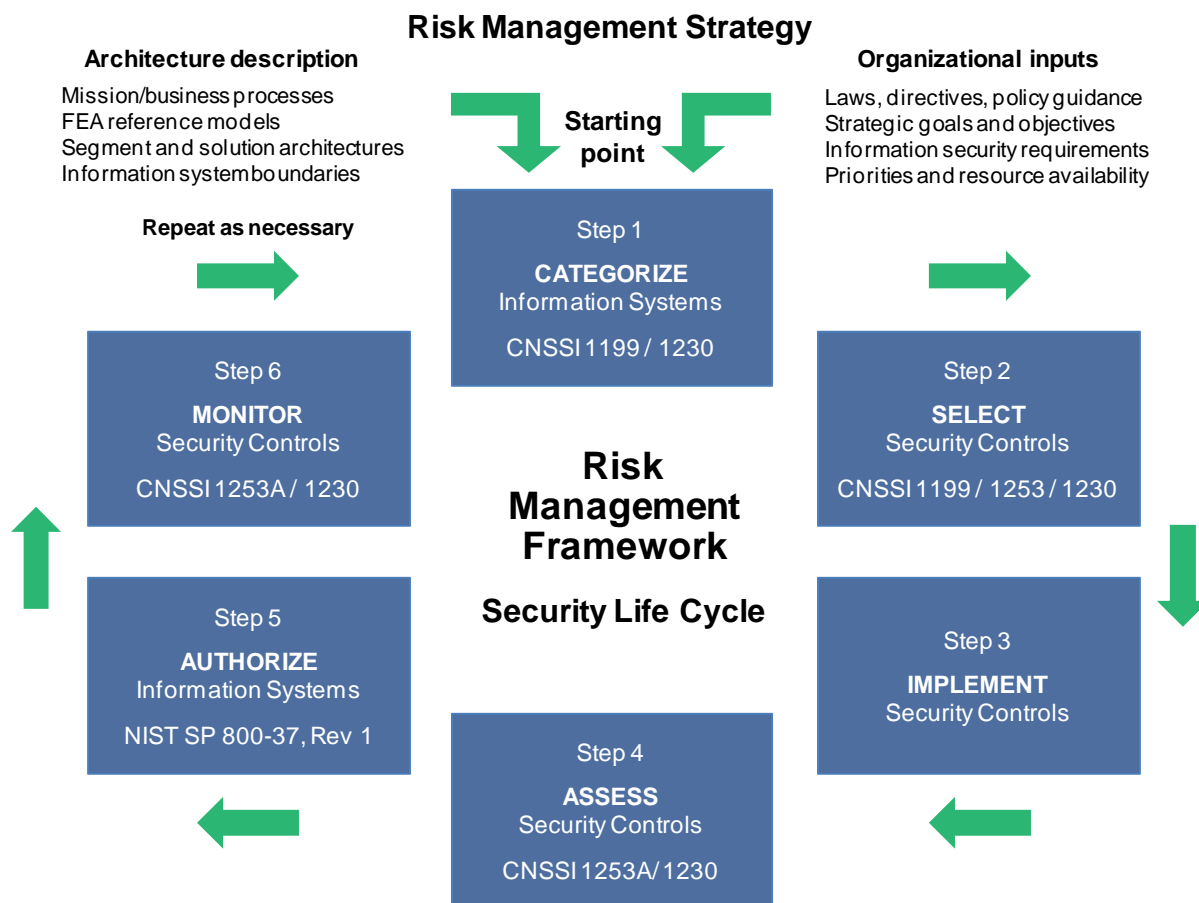 Risk Management Strategy
Architecture description
Mission/business processes
FEA reference models
Segment and solution architectures
Information system boundaries
Organizational inputs
Laws, directives, policy guidance
Strategic goals and objectives
Information security requirements
Priorities and resource availability
Starting
point
Repeat as necessary
Step 1
CATEGORIZE
Information Systems
CNSSI 1199 / 1230
Step 2
SELECT
Security Controls
CNSSI 1199 / 1253 / 1230
Step 3
IMPLEMENT
Security Controls
Step 4
ASSESS
Security Controls
CNSSI 1253A/ 1230
Step 5
AUTHORIZE
Information Systems
NIST SP 800-37, Rev 1
Step 6
MONITOR
Security Controls
CNSSI 1253A / 1230
Risk
Management
Framework
Security Life Cycle